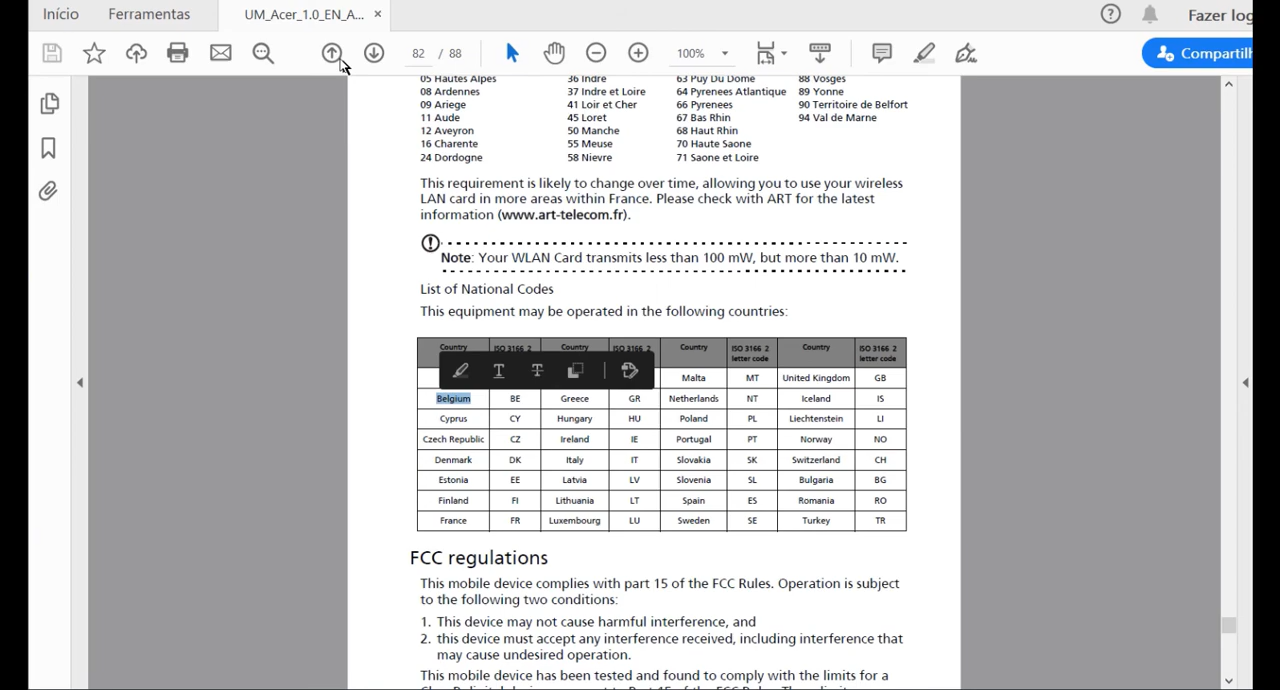 Início Ferramentas UM_Acer_1.0_EN_A... × ? Fazer log
82 / 88 100% Compartilh
05 Hautes Alpes 36 Indre 63 Puy Du Dome 88 Vosges
08 Ardennes 37 Indre et Loire 64 Pyrenees Atlantique 89 Yonne
09 Ariege 41 Loir et Cher 66 Pyrenees 90 Territoire de Belfort
11 Aude 45 Loret 67 Bas Rhin 94 Val de Marne
12 Aveyron 50 Manche 68 Haut Rhin
16 Charente 55 Meuse 70 Haute Saone
24 Dordogne 58 Nievre 71 Saone et Loire
This requirement is likely to change over time, allowing you to use your wireless
LAN card in more areas within France. Please check with ART for the latest
information (www.art-telecom.fr).
Note: Your WLAN Card transmits less than 100 mW, but more than 10 mW.
List of National Codes
This equipment may be operated in the following countries:
Country ISO 3166 2 Country ISO 3166 2 Country ISO 3166 2 Country ISO 3166 2
letter code letter code
Malta MT United Kingdom GB
Belgium BE Greece GR Netherlands NT Iceland IS
Cyprus CY Hungary HU Poland PL Liechtenstein LI
Czech Republic CZ Ireland IE Portugal PT Norway NO
Denmark DK Italy IT Slovakia SK Switzerland CH
Estonia EE Latvia LV Slovenia SL Bulgaria BG
Finland FI Lithuania LT Spain ES Romania RO
France FR Luxembourg LU Sweden SE Turkey TR
FCC regulations
This mobile device complies with part 15 of the FCC Rules. Operation is subject
to the following two conditions:
1. This device may not cause harmful interference, and
2. this device must accept any interference received, including interference that
may cause undesired operation.
This mobile device has been tested and found to comply with the limits for a